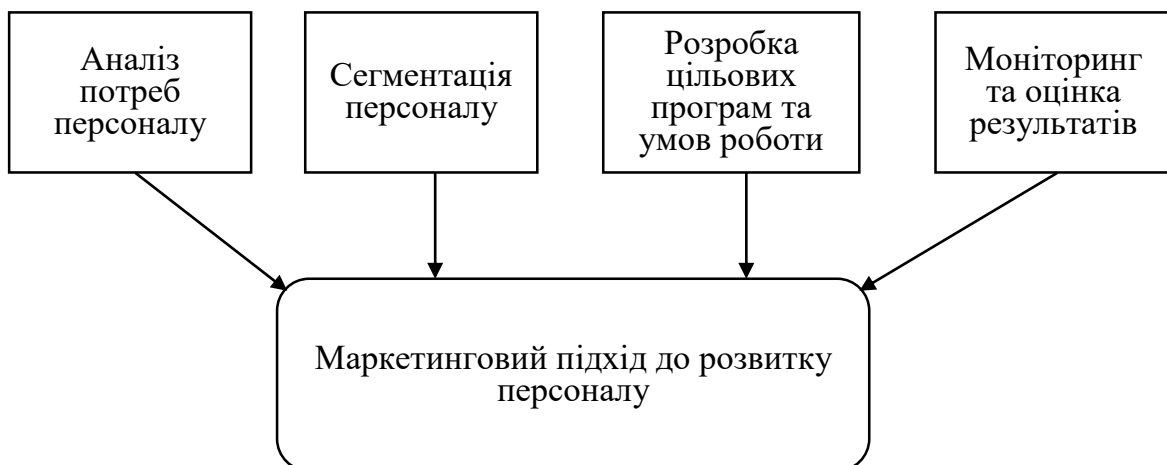 Аналіз
потреб
персоналу
Сегментація
персоналу
Розробка
цільових
програм та
умов роботи
Моніторинг
та оцінка
результатів
Маркетинговий підхід до розвитку
персоналу